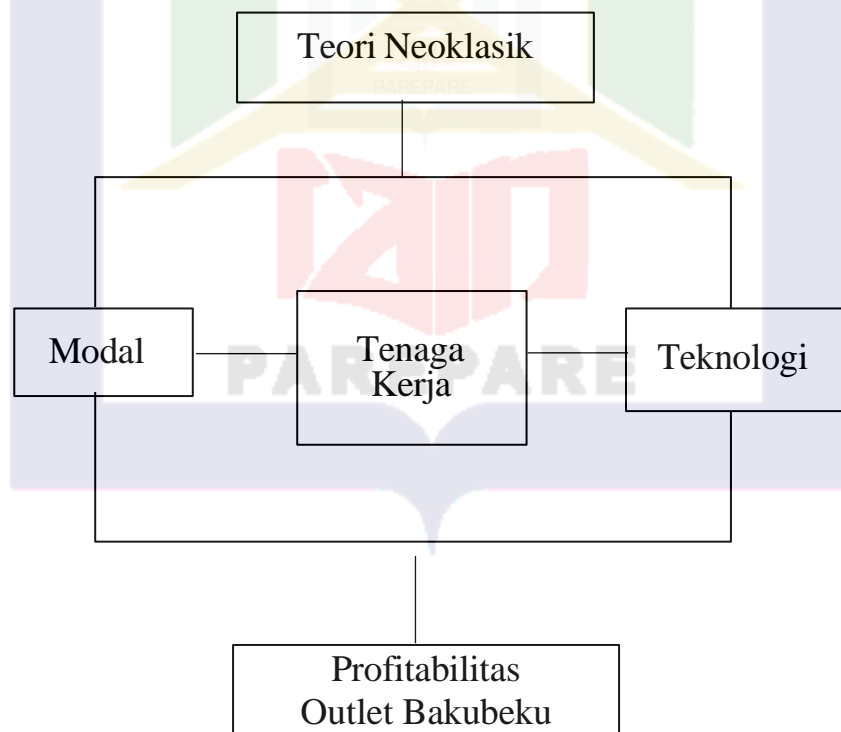 Teori Neoklasik
PAREPARE
Modal
Tenaga
Kerja
Teknologi
PAREPARE
Profitabilitas
Outlet Bakubeku